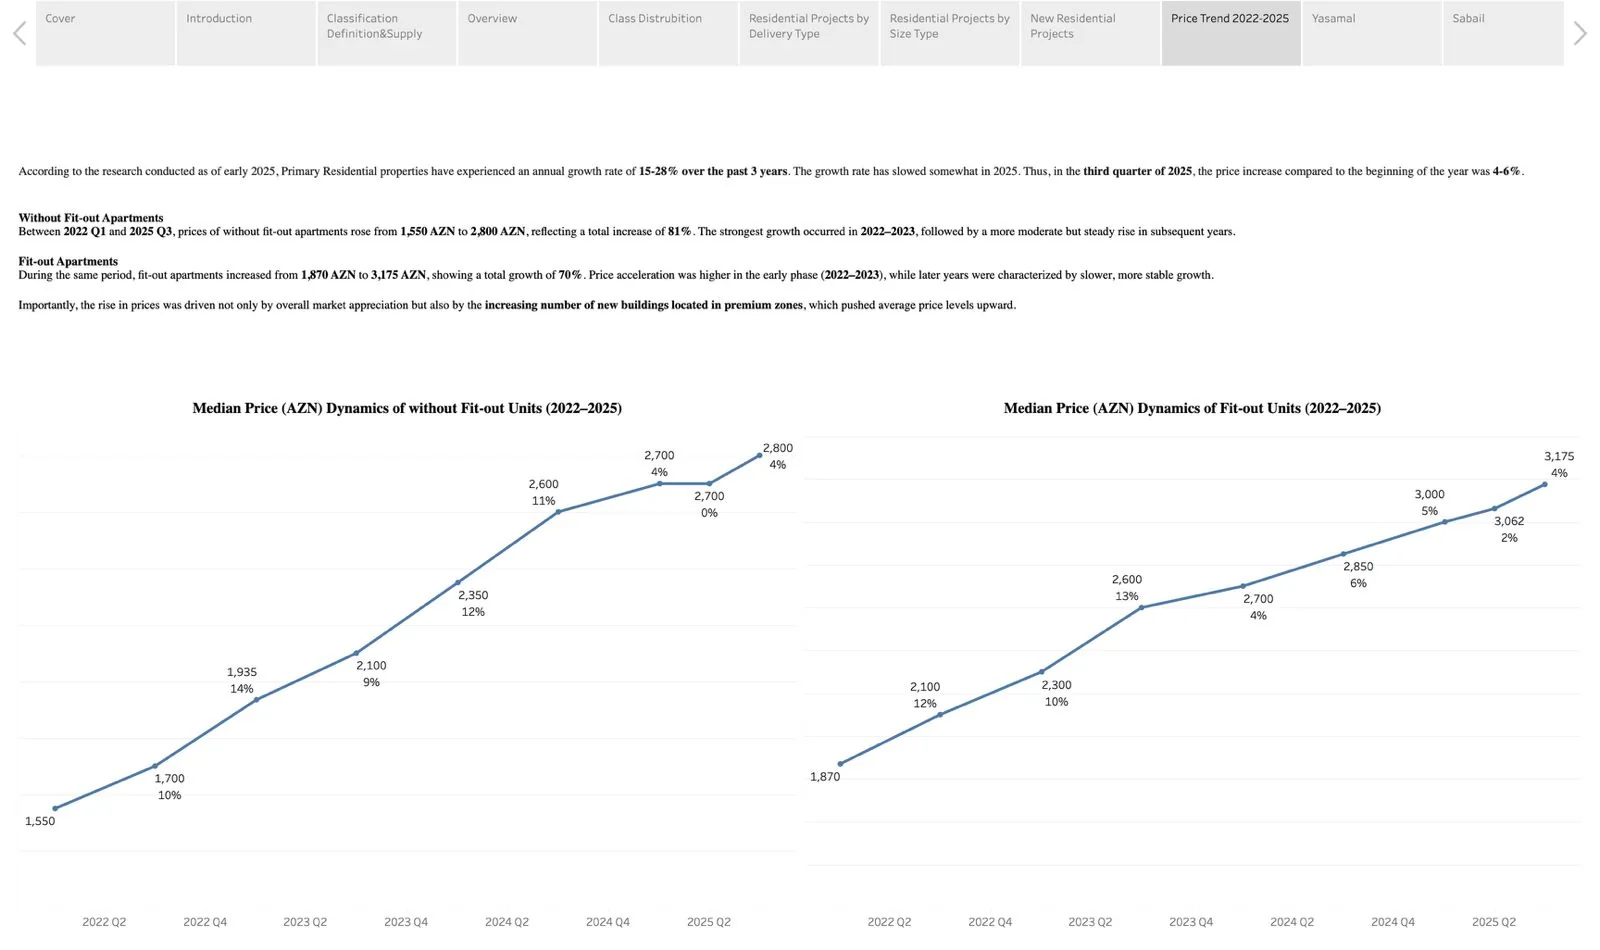 Cover
Introduction
Classification
Definition&Supply
Overview
Class Distrubition
Residential Projects by
Delivery Type
Residential Projects by
Size Type
New Residential
Projects
Price Trend 2022-2025
Yasamal
Sabail
According to the research conducted as of early 2025, Primary Residential properties have experienced an annual growth rate of 15-28% over the past 3 years. The growth rate has slowed somewhat in 2025. Thus, in the third quarter of 2025, the price increase compared to the beginning of the year was 4-6%.
Without Fit-out Apartments
Between 2022 Q1 and 2025 Q3, prices of without fit-out apartments rose from 1,550 AZN to 2,800 AZN, reflecting a total increase of 81%. The strongest growth occurred in 2022–2023, followed by a more moderate but steady rise in subsequent years.
Fit-out Apartments
During the same period, fit-out apartments increased from 1,870 AZN to 3,175 AZN, showing a total growth of 70%. Price acceleration was higher in the early phase (2022–2023), while later years were characterized by slower, more stable growth.
Importantly, the rise in prices was driven not only by overall market appreciation but also by the increasing number of new buildings located in premium zones, which pushed average price levels upward.
Median Price (AZN) Dynamics of without Fit-out Units (2022–2025)
1,550
1,700
10%
1,935
14%
2,100
9%
2,350
12%
2,600
11%
2,700
4%
2,700
0%
2,800
4%
2022 Q2
2022 Q4
2023 Q2
2023 Q4
2024 Q2
2024 Q4
2025 Q2
Median Price (AZN) Dynamics of Fit-out Units (2022–2025)
1,870
2,100
12%
2,300
10%
2,600
13%
2,700
4%
2,850
6%
3,000
5%
3,062
2%
3,175
4%
2022 Q2
2022 Q4
2023 Q2
2023 Q4
2024 Q2
2024 Q4
2025 Q2